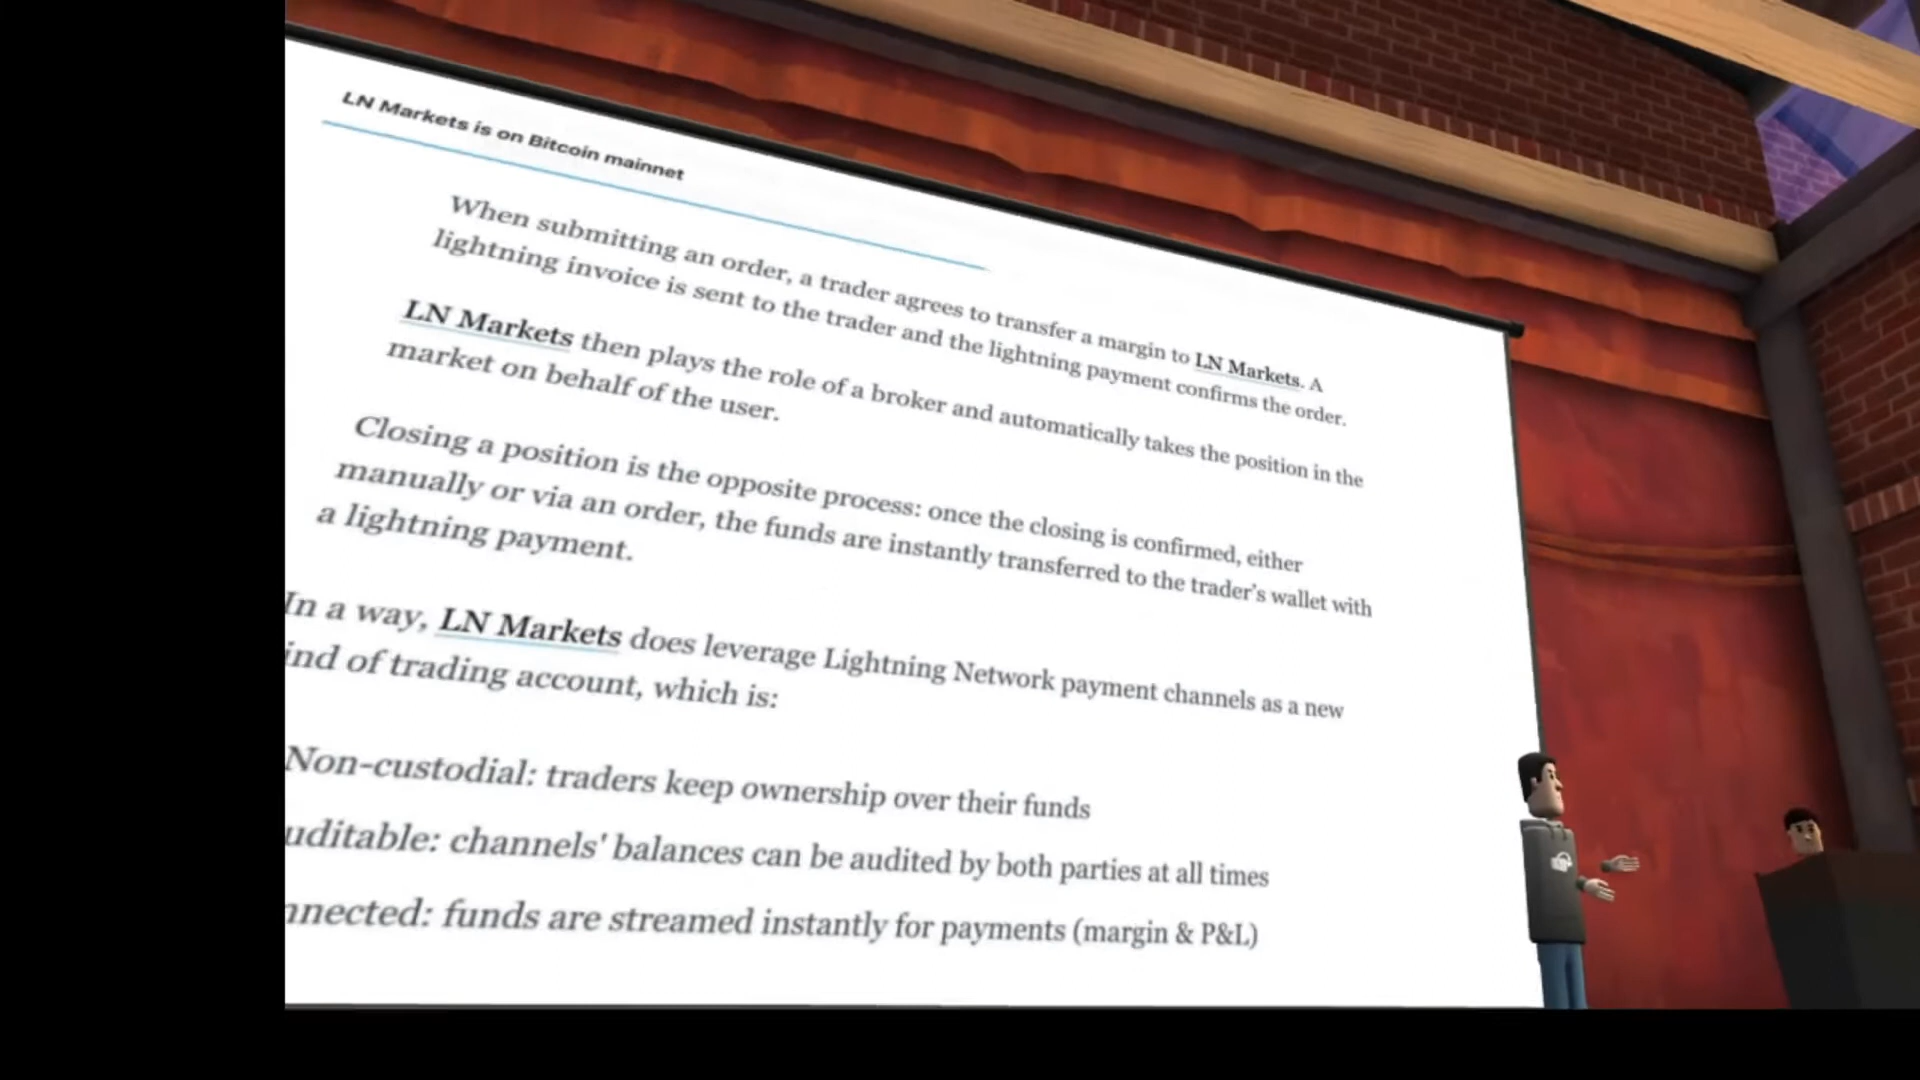 LN Markets is on Bitcoin mainnet
When submitting an order, a trader agrees to transfer a margin to LN Markets. A
lightning invoice is sent to the trader and the lightning payment confirms the order.
LN Markets then plays the role of a broker and automatically takes the position in the
market on behalf of the user.
Closing a position is the opposite process: once the closing is confirmed, either
manually or via an order, the funds are instantly transferred to the trader's wallet with
a lightning payment.
In a way, LN Markets does leverage Lightning Network payment channels as a new
ind of trading account, which is:
Non-custodial: traders keep ownership over their funds
uditable: channels' balances can be audited by both parties at all times
nnected: funds are streamed instantly for payments (margin & P&L)